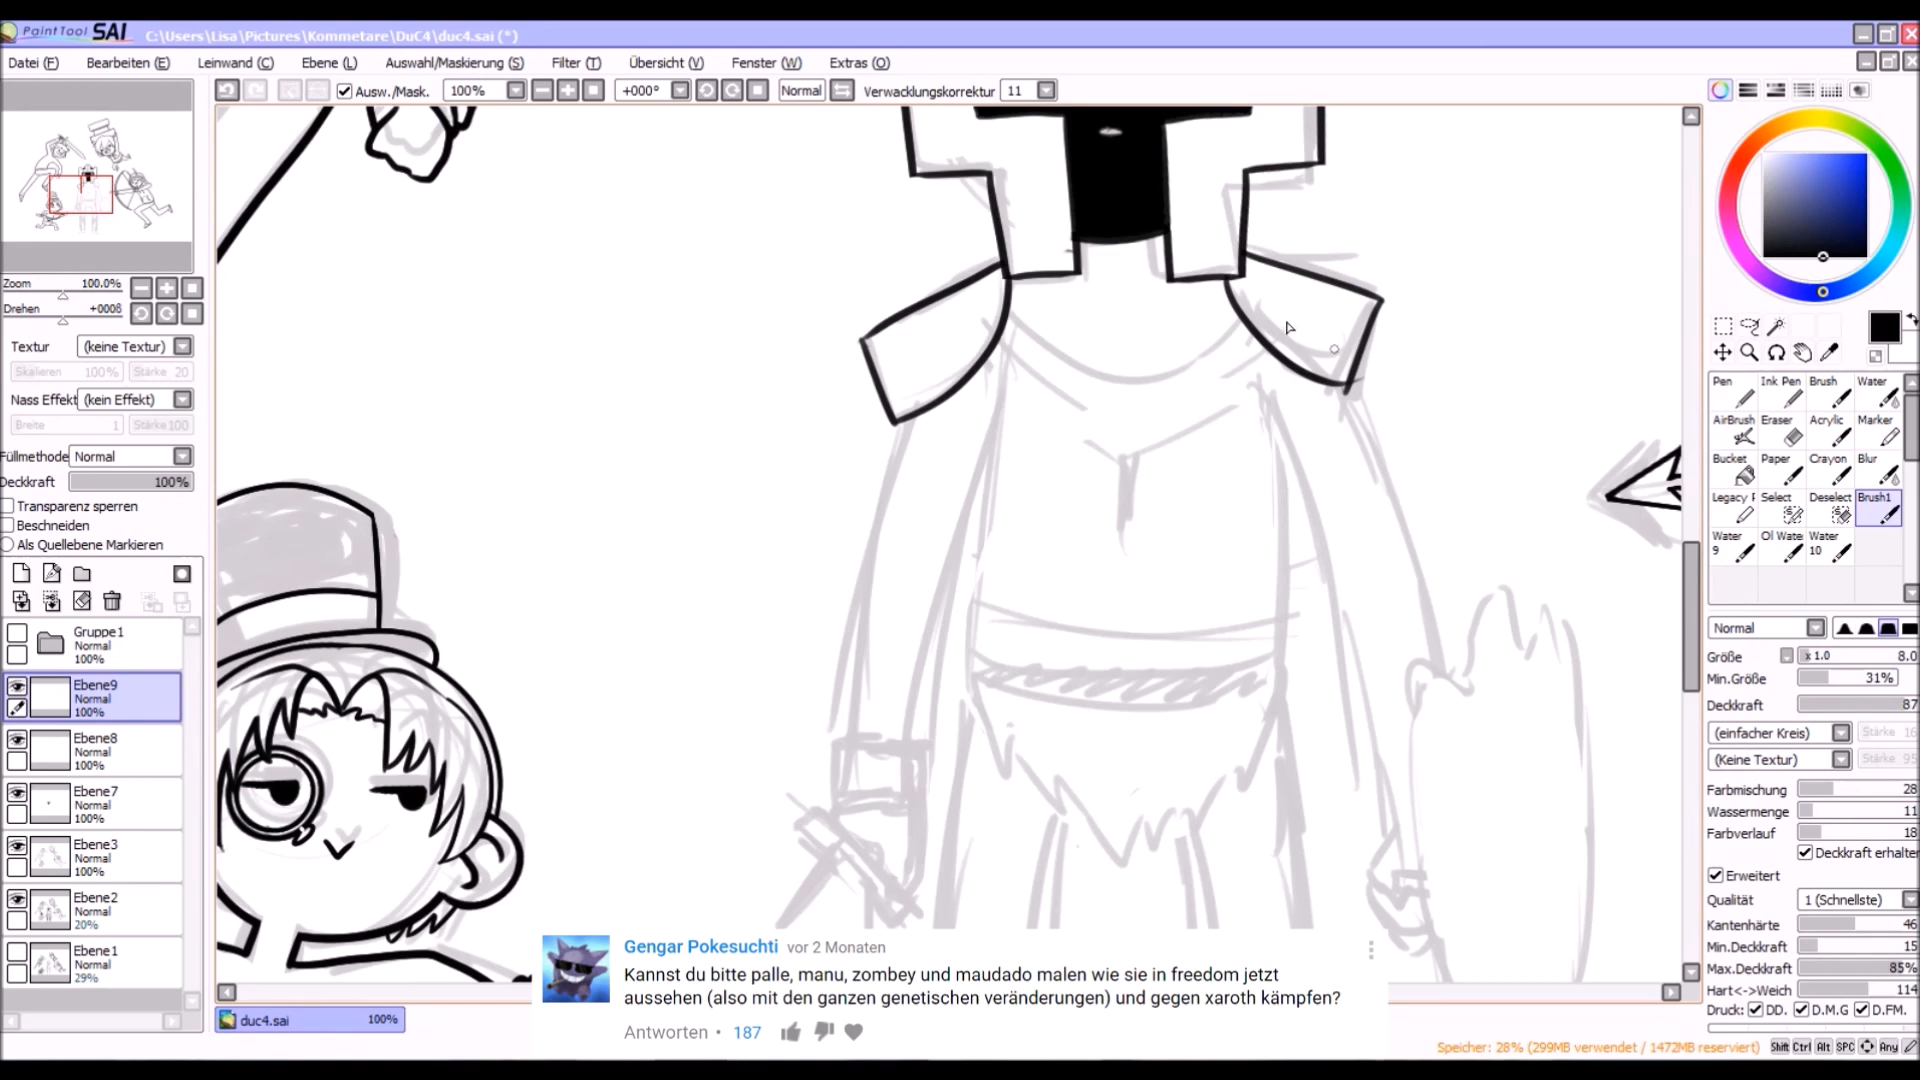 PaintTool SAI C:\Users\Lisa\Pictures\Kommetare\DuC4\duc4.sai (*)
Datei (F) Bearbeiten (E) Leinwand (C) Ebene (L) Auswahl/Maskierung (S) Filter (T) Übersicht (V) Fenster (W) Extras (O)
Ausw./Mask. 100% +000° Normal Verwacklungskorrektur 11
Zoom 100.0%
Drehen +000ß
Textur (keine Textur)
Skalieren 100% Stärke 20
Nass Effekt (kein Effekt)
Breite 1 Stärke 100
Füllmethode Normal
Deckkraft 100%
Transparenz sperren
Beschneiden
Als Quellebene Markieren
Gruppe1
Normal
100%
Ebene9
Normal
100%
Ebene8
Normal
100%
Ebene7
Normal
100%
Ebene3
Normal
100%
Ebene2
Normal
20%
Ebene1
Normal
29%
duc4.sai 100%
Pen Ink Pen Brush Water
AirBrush Eraser Acrylic Marker
Bucket Paper Crayon Blur
Legacy P Select Deselect Brush1
Water 9 Ol Wate Water 10
Normal
Größe x 1.0 8.0
Min.Größe 31%
Deckkraft 87
(einfacher Kreis) Stärke 16
(Keine Textur) Stärke 95
Farbmischung 28
Wassermenge 11
Farbverlauf 18
Deckkraft erhalter
Erweitert
Qualität 1 (Schnellste)
Kantenhärte 46
Min.Deckkraft 15
Max.Deckkraft 85%
Hart<->Weich 114
Druck: DD. D.M.G D.FM.
Gengar Pokesuchti vor 2 Monaten
Kannst du bitte palle, manu, zombey und maudado malen wie sie in freedom jetzt
aussehen (also mit den ganzen genetischen veränderungen) und gegen xaroth kämpfen?
Antworten • 187
Speicher: 28% (299MB verwendet / 1472MB reserviert) Shift Ctrl Alt SPC Any